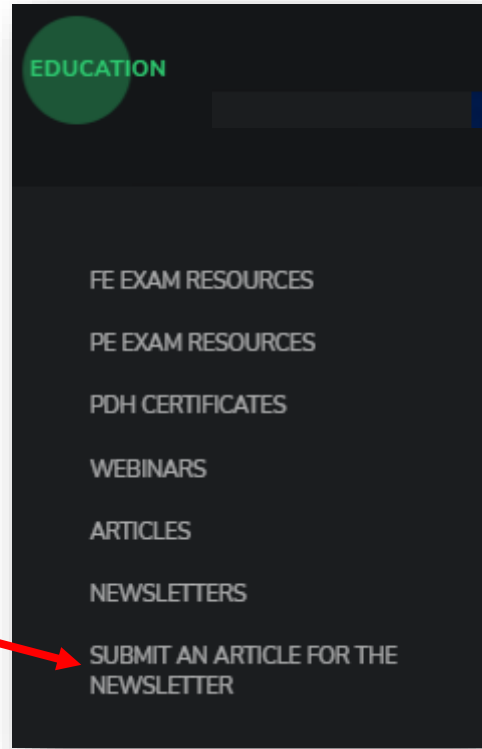 EDUCATION
FE EXAM RESOURCES
PE EXAM RESOURCES
PDH CERTIFICATES
WEBINARS
ARTICLES
NEWSLETTERS
SUBMIT AN ARTICLE FOR THE
NEWSLETTER